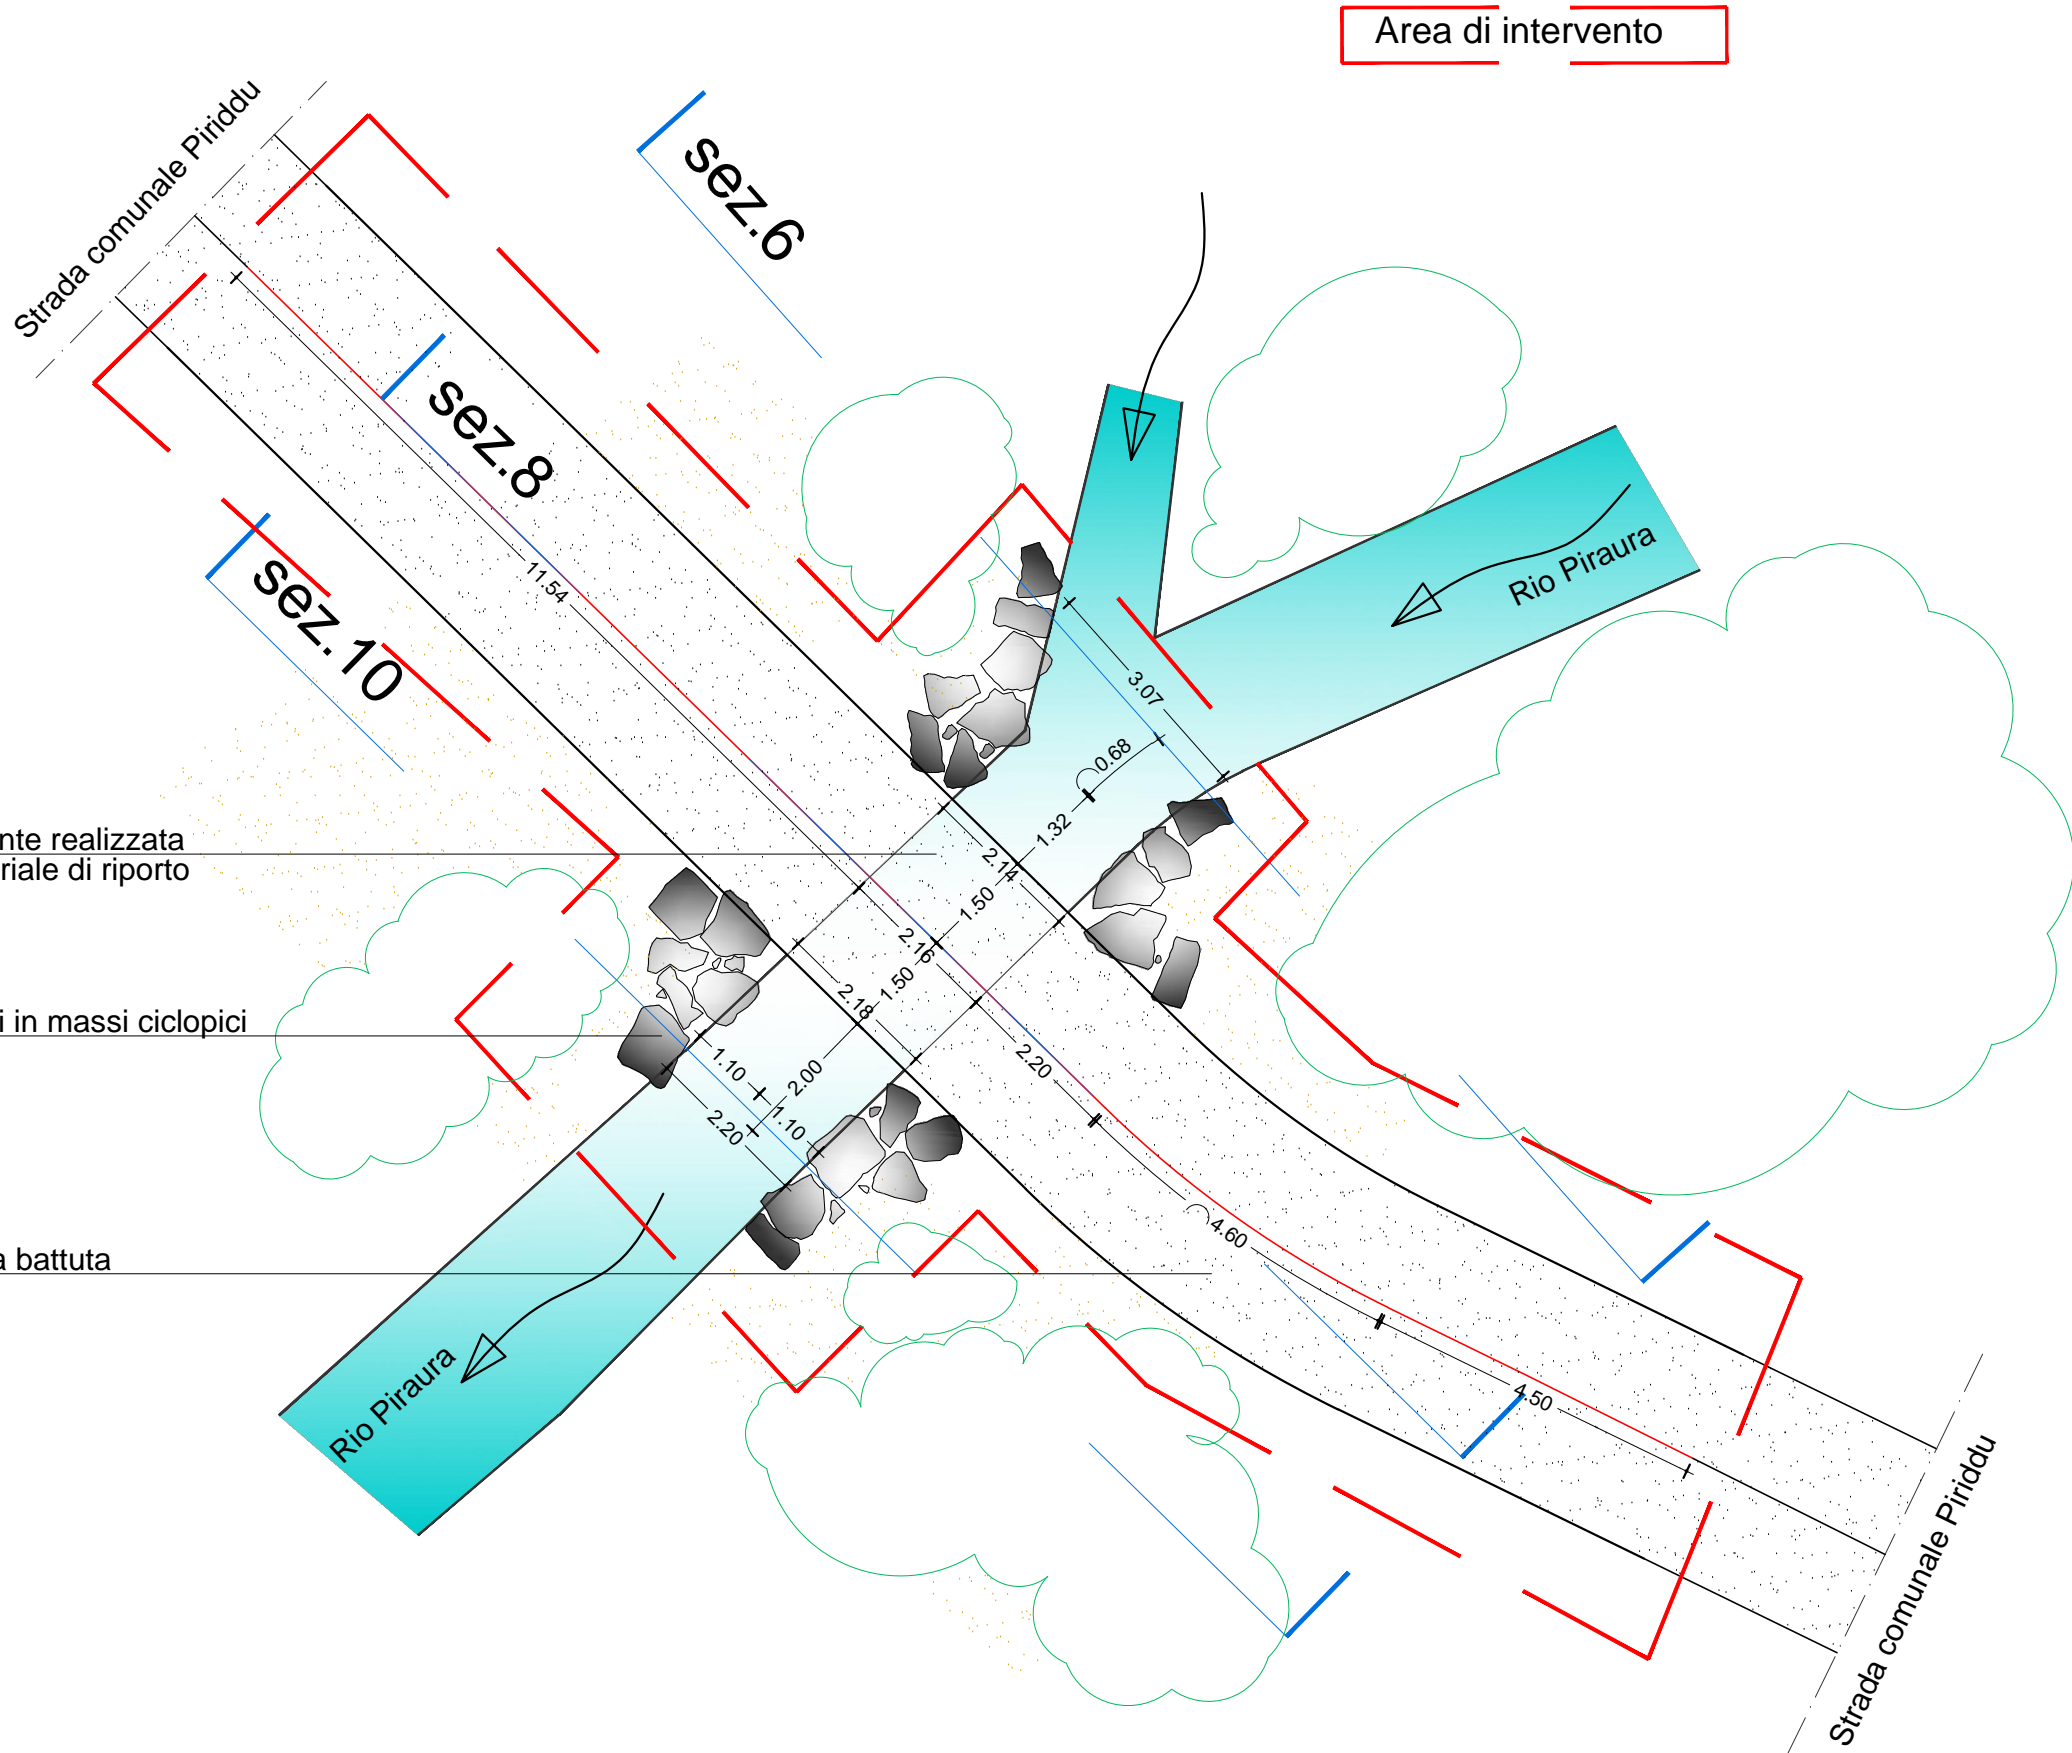 Area di intervento
Strada comunale Piriddu
sez.6
sez.8
sez.10
11.54
Rio Piraura
3.07
0.68
1.32
2.14
1.50
2.16
1.50
2.18
nte realizzata
riale di riporto
i in massi ciclopici
1.10
2.00
1.10
2.20
2.20
4.60
a battuta
4.50
Rio Piraura
Strada comunale Piriddu